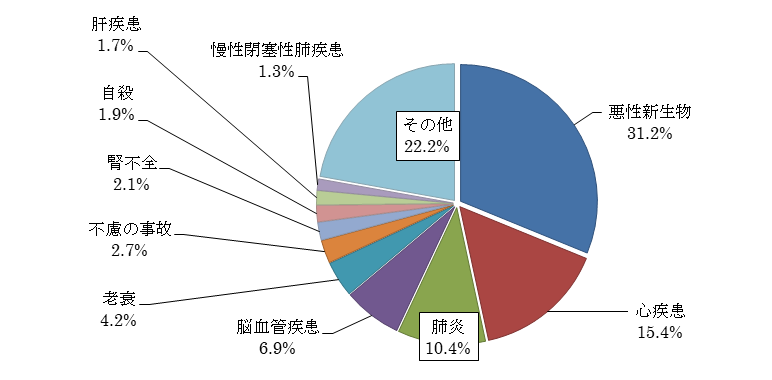 悪性新生物
31.2%
心疾患
15.4%
肺炎
10.4%
脳血管疾患
6.9%
老衰
4.2%
不慮の事故
2.7%
腎不全
2.1%
自殺
1.9%
肝疾患
1.7%
慢性閉塞性肺疾患
1.3%
その他
22.2%